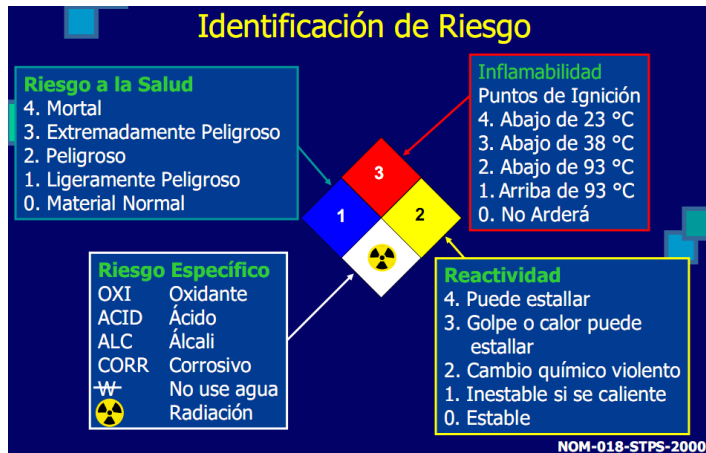 Identificación de Riesgo
Riesgo a la Salud
4. Mortal
3. Extremadamente Peligroso
2. Peligroso
1. Ligeramente Peligroso
0. Material Normal
Inflamabilidad
Puntos de Ignición
4. Abajo de 23 °C
3. Abajo de 38 °C
2. Abajo de 93 °C
1. Arriba de 93 °C
0. No Arderá
3
1
2
Riesgo Específico
OXI Oxidante
ACID Ácido
ALC Álcali
CORR Corrosivo
W No use agua
Radiación
Reactividad
4. Puede estallar
3. Golpe o calor puede
estallar
2. Cambio químico violento
1. Inestable si se caliente
0. Estable
NOM-018-STPS-2000